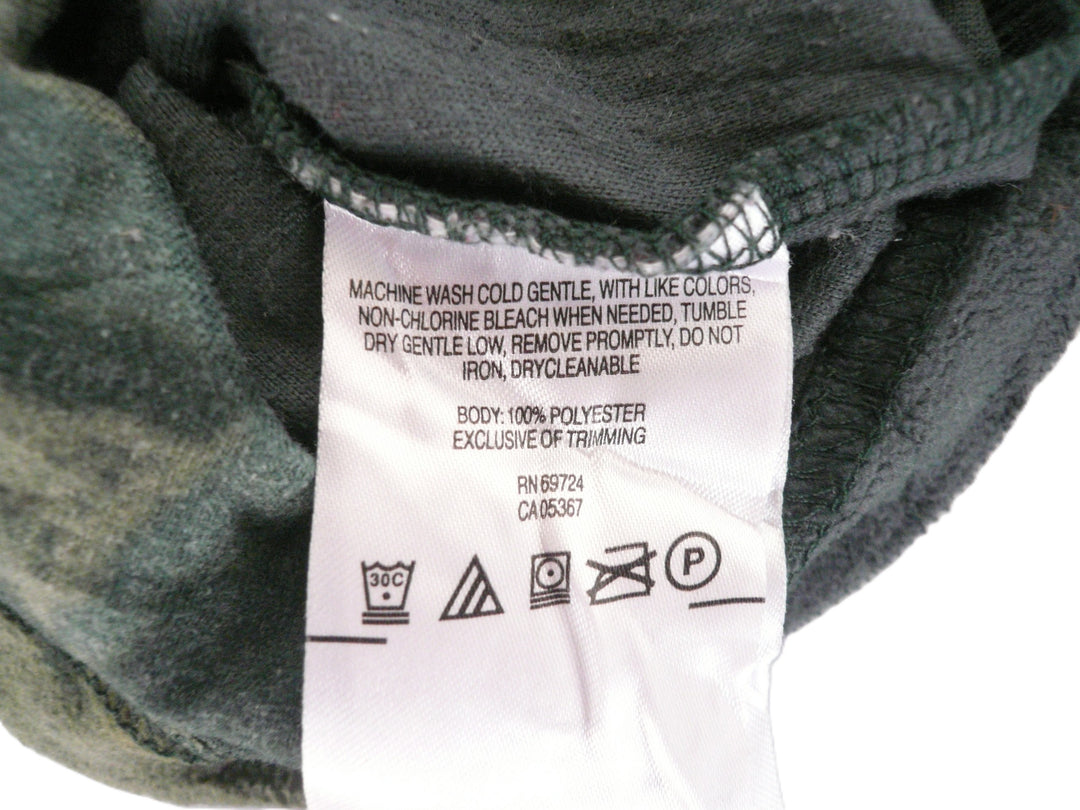 MACHINE WASH COLD GENTLE, WITH LIKE COLORS,
NON-CHLORINE BLEACH WHEN NEEDED, TUMBLE
DRY GENTLE LOW, REMOVE PROMPTLY, DO NOT
IRON, DRYCLEANABLE
BODY: 100% POLYESTER
EXCLUSIVE OF TRIMMING
RN 69724
CA 05367
30C P